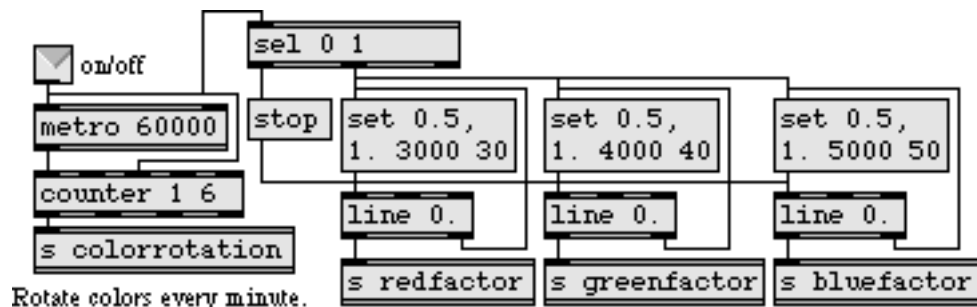 sel 0 1
on/off
metro 60000
stop
set 0.5,
1. 3000 30
set 0.5,
1. 4000 40
set 0.5,
1. 5000 50
counter 1 6
line 0.
line 0.
line 0.
s colorrotation
s redfactor
s greenfactor
s bluefactor
Rotate colors every minute.